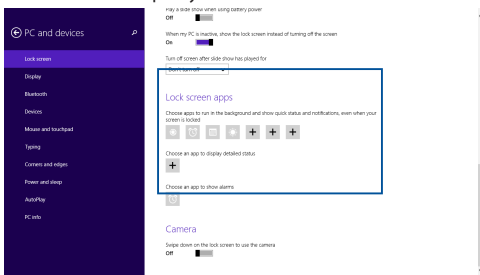 Play a slide show when using battery power
Off
PC and devices
When my PC is inactive, show the lock screen instead of turning off the screen
On
Lock screen
Turn off screen after slide show has played for
Don't turn off
Display
Bluetooth
Lock screen apps
Devices
Choose apps to run in the background and show quick status and notifications, even when your
screen is locked
Mouse and touchpad
Typing
Choose an app to display detailed status
Corners and edges
Power and sleep
Choose an app to show alarms
AutoPlay
PC info
Camera
Swipe down on the lock screen to use the camera
Off